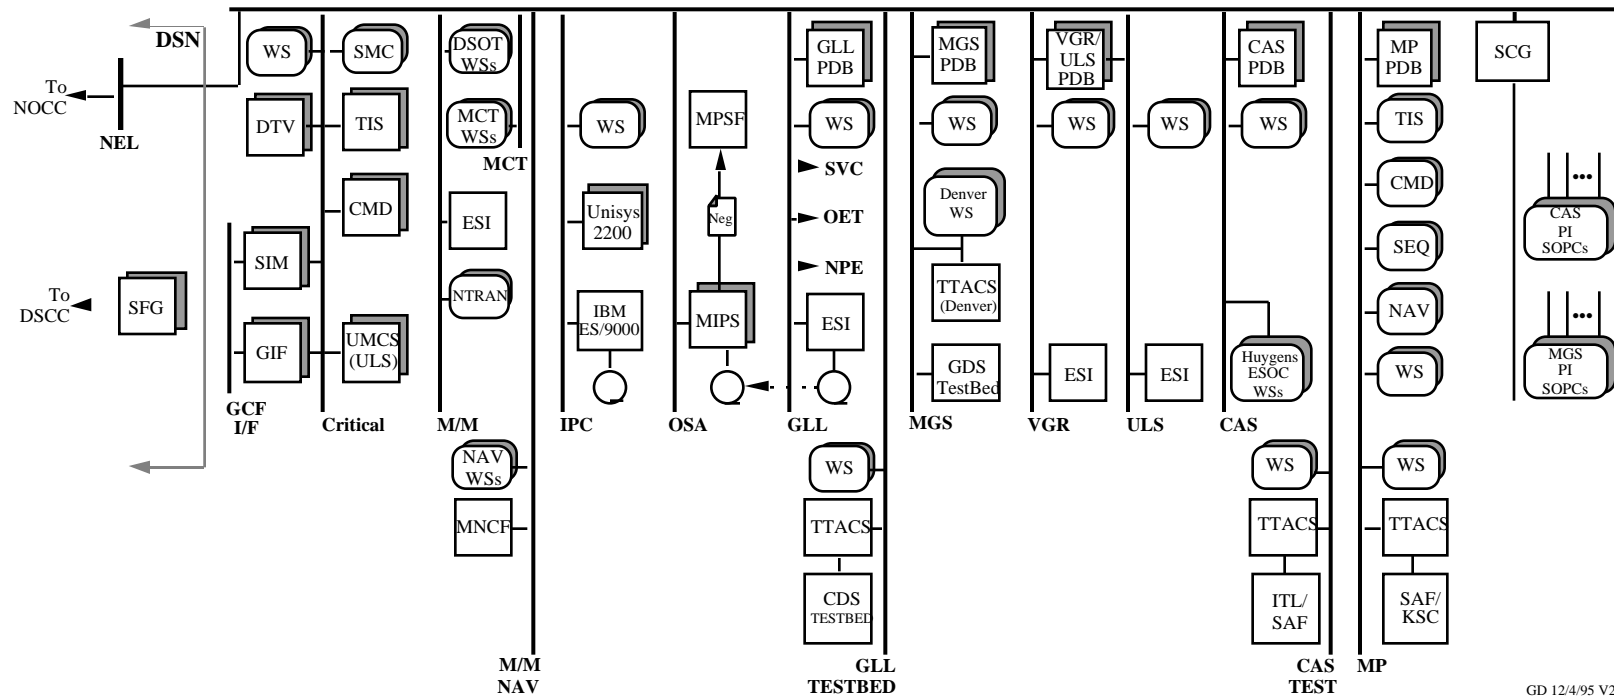 DSN
To
NOCC
NEL
To
DSCC
SFG
WS
DTV
SIM
GIF
GCF
I/F
SMC
TIS
CMD
UMCS
(ULS)
Critical
DSOT
WSs
MCT
WSs
MCT
ESI
NTRAN
M/M
NAV
WSs
MNCF
M/M
NAV
WS
Unisys
2200
IBM
ES/9000
IPC
MPSF
Neg
MIPS
OSA
GLL
PDB
WS
SVC
OET
NPE
ESI
GLL
WS
TTACS
CDS
TESTBED
GLL
TESTBED
MGS
PDB
WS
Denver
WS
TTACS
(Denver)
GDS
TestBed
MGS
VGR/
ULS
PDB
WS
ESI
VGR
WS
ESI
ULS
CAS
PDB
WS
Huygens
ESOC
WSs
CAS
WS
TTACS
ITL/
SAF
CAS
TEST
MP
PDB
TIS
CMD
SEQ
NAV
WS
WS
TTACS
SAF/
KSC
MP
SCG
...
CAS
PI
SOPCs
...
MGS
PI
SOPCs
GD 12/4/95 V2